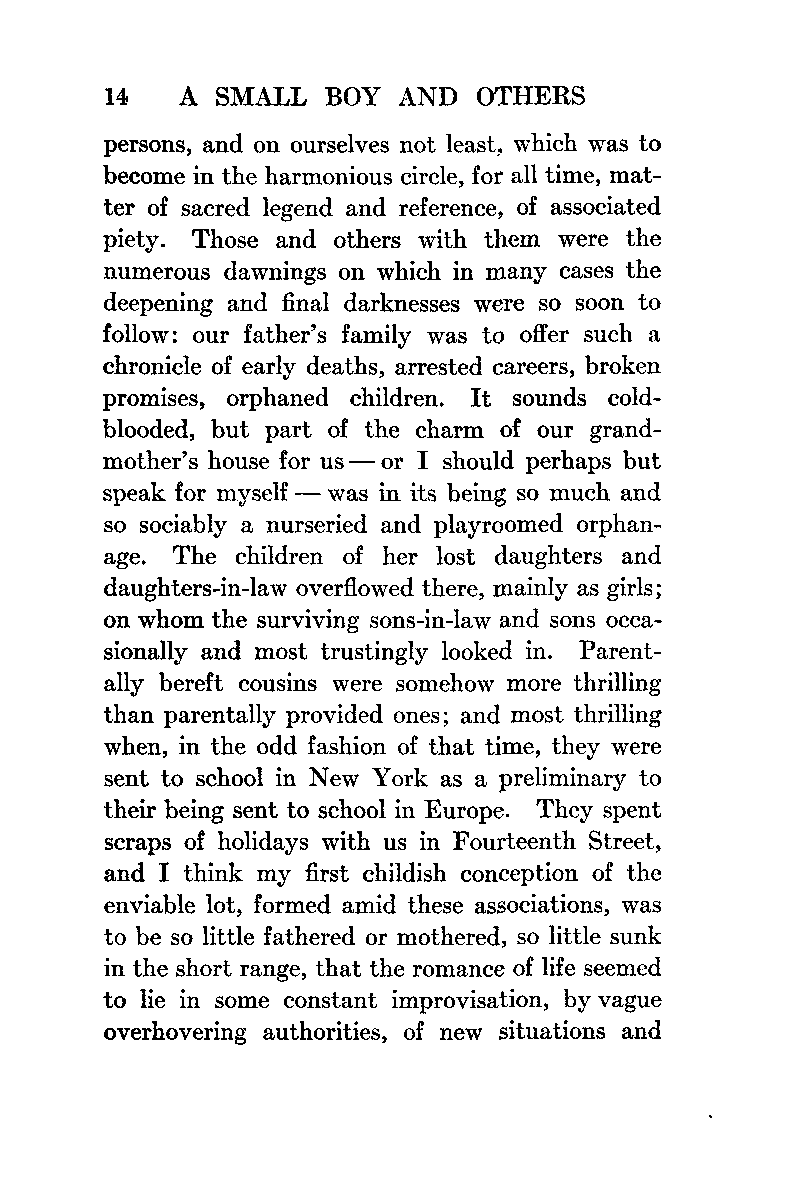 14 A SMALL BOY AND OTHERS
persons, and on ourselves not least, which was to
become in the harmonious circle, for all time, mat-
ter of sacred legend and reference, of associated
piety. Those and others with them were the
numerous dawnings on which in many cases the
deepening and final darknesses were so soon to
follow: our father's family was to offer such a
chronicle of early deaths, arrested careers, broken
promises, orphaned children. It sounds cold-
blooded, but part of the charm of our grand-
mother's house for us — or I should perhaps but
speak for myself — was in its being so much and
so sociably a nurseried and playroomed orphan-
age. The children of her lost daughters and
daughters-in-law overflowed there, mainly as girls;
on whom the surviving sons-in-law and sons occa-
sionally and most trustingly looked in. Parent-
ally bereft cousins were somehow more thrilling
than parentally provided ones; and most thrilling
when, in the odd fashion of that time, they were
sent to school in New York as a preliminary to
their being sent to school in Europe. They spent
scraps of holidays with us in Fourteenth Street,
and I think my first childish conception of the
enviable lot, formed amid these associations, was
to be so little fathered or mothered, so little sunk
in the short range, that the romance of life seemed
to lie in some constant improvisation, by vague
overhovering authorities, of new situations and